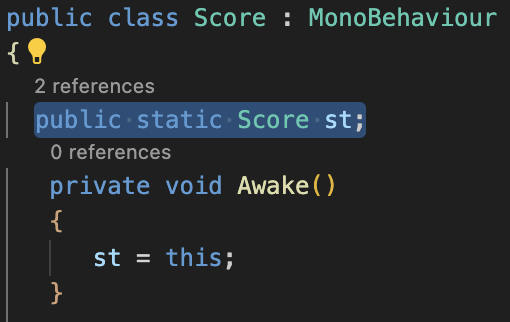 public class Score : MonoBehaviour
{
2 references
public static Score st;
0 references
private void Awake()
{
st = this;
}